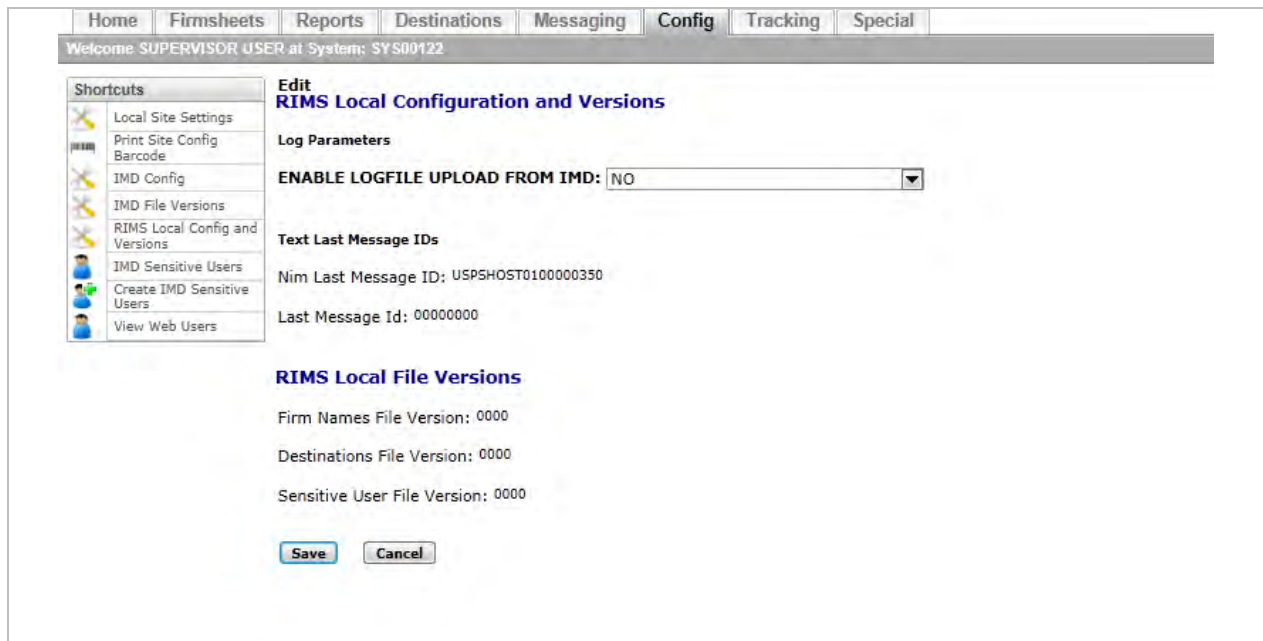 Home Firmsheets Reports Destinations Messaging Config Tracking Special
Welcome SUPERVISOR USER at System: SYS00122
Shortcuts
Local Site Settings
Print Site Config
Barcode
IMD Config
IMD File Versions
RIMS Local Config and
Versions
IMD Sensitive Users
Create IMD Sensitive
Users
View Web Users
Edit
RIMS Local Configuration and Versions
Log Parameters
ENABLE LOGFILE UPLOAD FROM IMD: NO
Text Last Message IDs
Nim Last Message ID: USPSHOST0100000350
Last Message Id: 00000000
RIMS Local File Versions
Firm Names File Version: 0000
Destinations File Version: 0000
Sensitive User File Version: 0000
Save Cancel